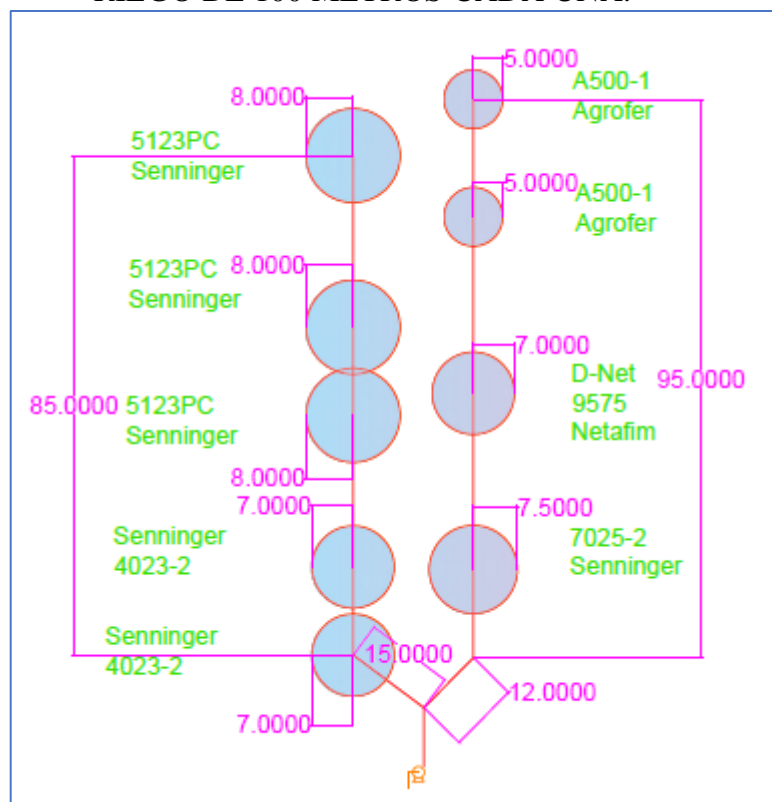 5.0000
A500-1
Agrofer
8.0000
5123PC
Senninger
5.0000
A500-1
Agrofer
5123PC
Senninger
8.0000
7.0000
D-Net
9575
Netafim
95.0000
85.0000
5123PC
Senninger
8.0000
7.0000
7.5000
Senninger
4023-2
7025-2
Senninger
Senninger
4023-2
15.0000
12.0000
7.0000